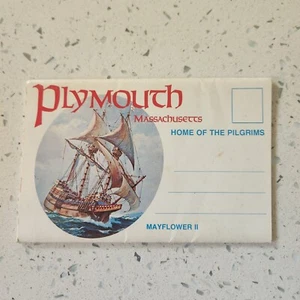 Plymouth
Massachusetts
HOME OF THE PILGRIMS
MAYFLOWER II